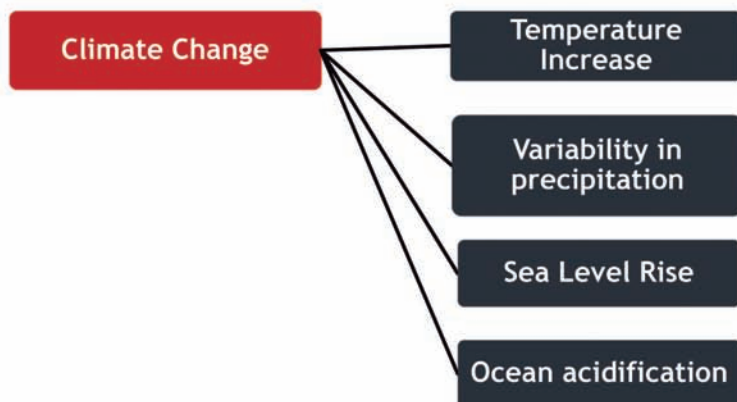 Climate Change
Temperature
Increase
Variability in
precipitation
Sea Level Rise
Ocean acidification